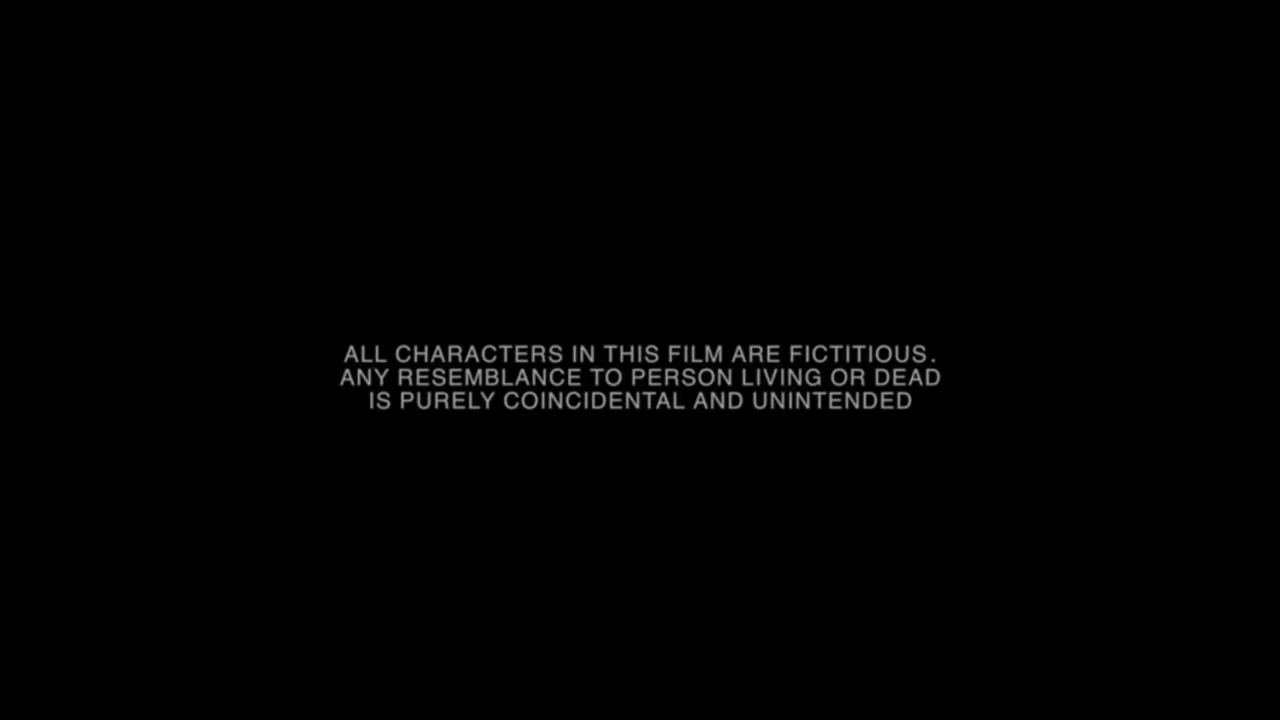 ALL CHARACTERS IN THIS FILM ARE FICTITIOUS.
ANY RESEMBLANCE TO PERSON LIVING OR DEAD
IS PURELY COINCIDENTAL AND UNINTENDED